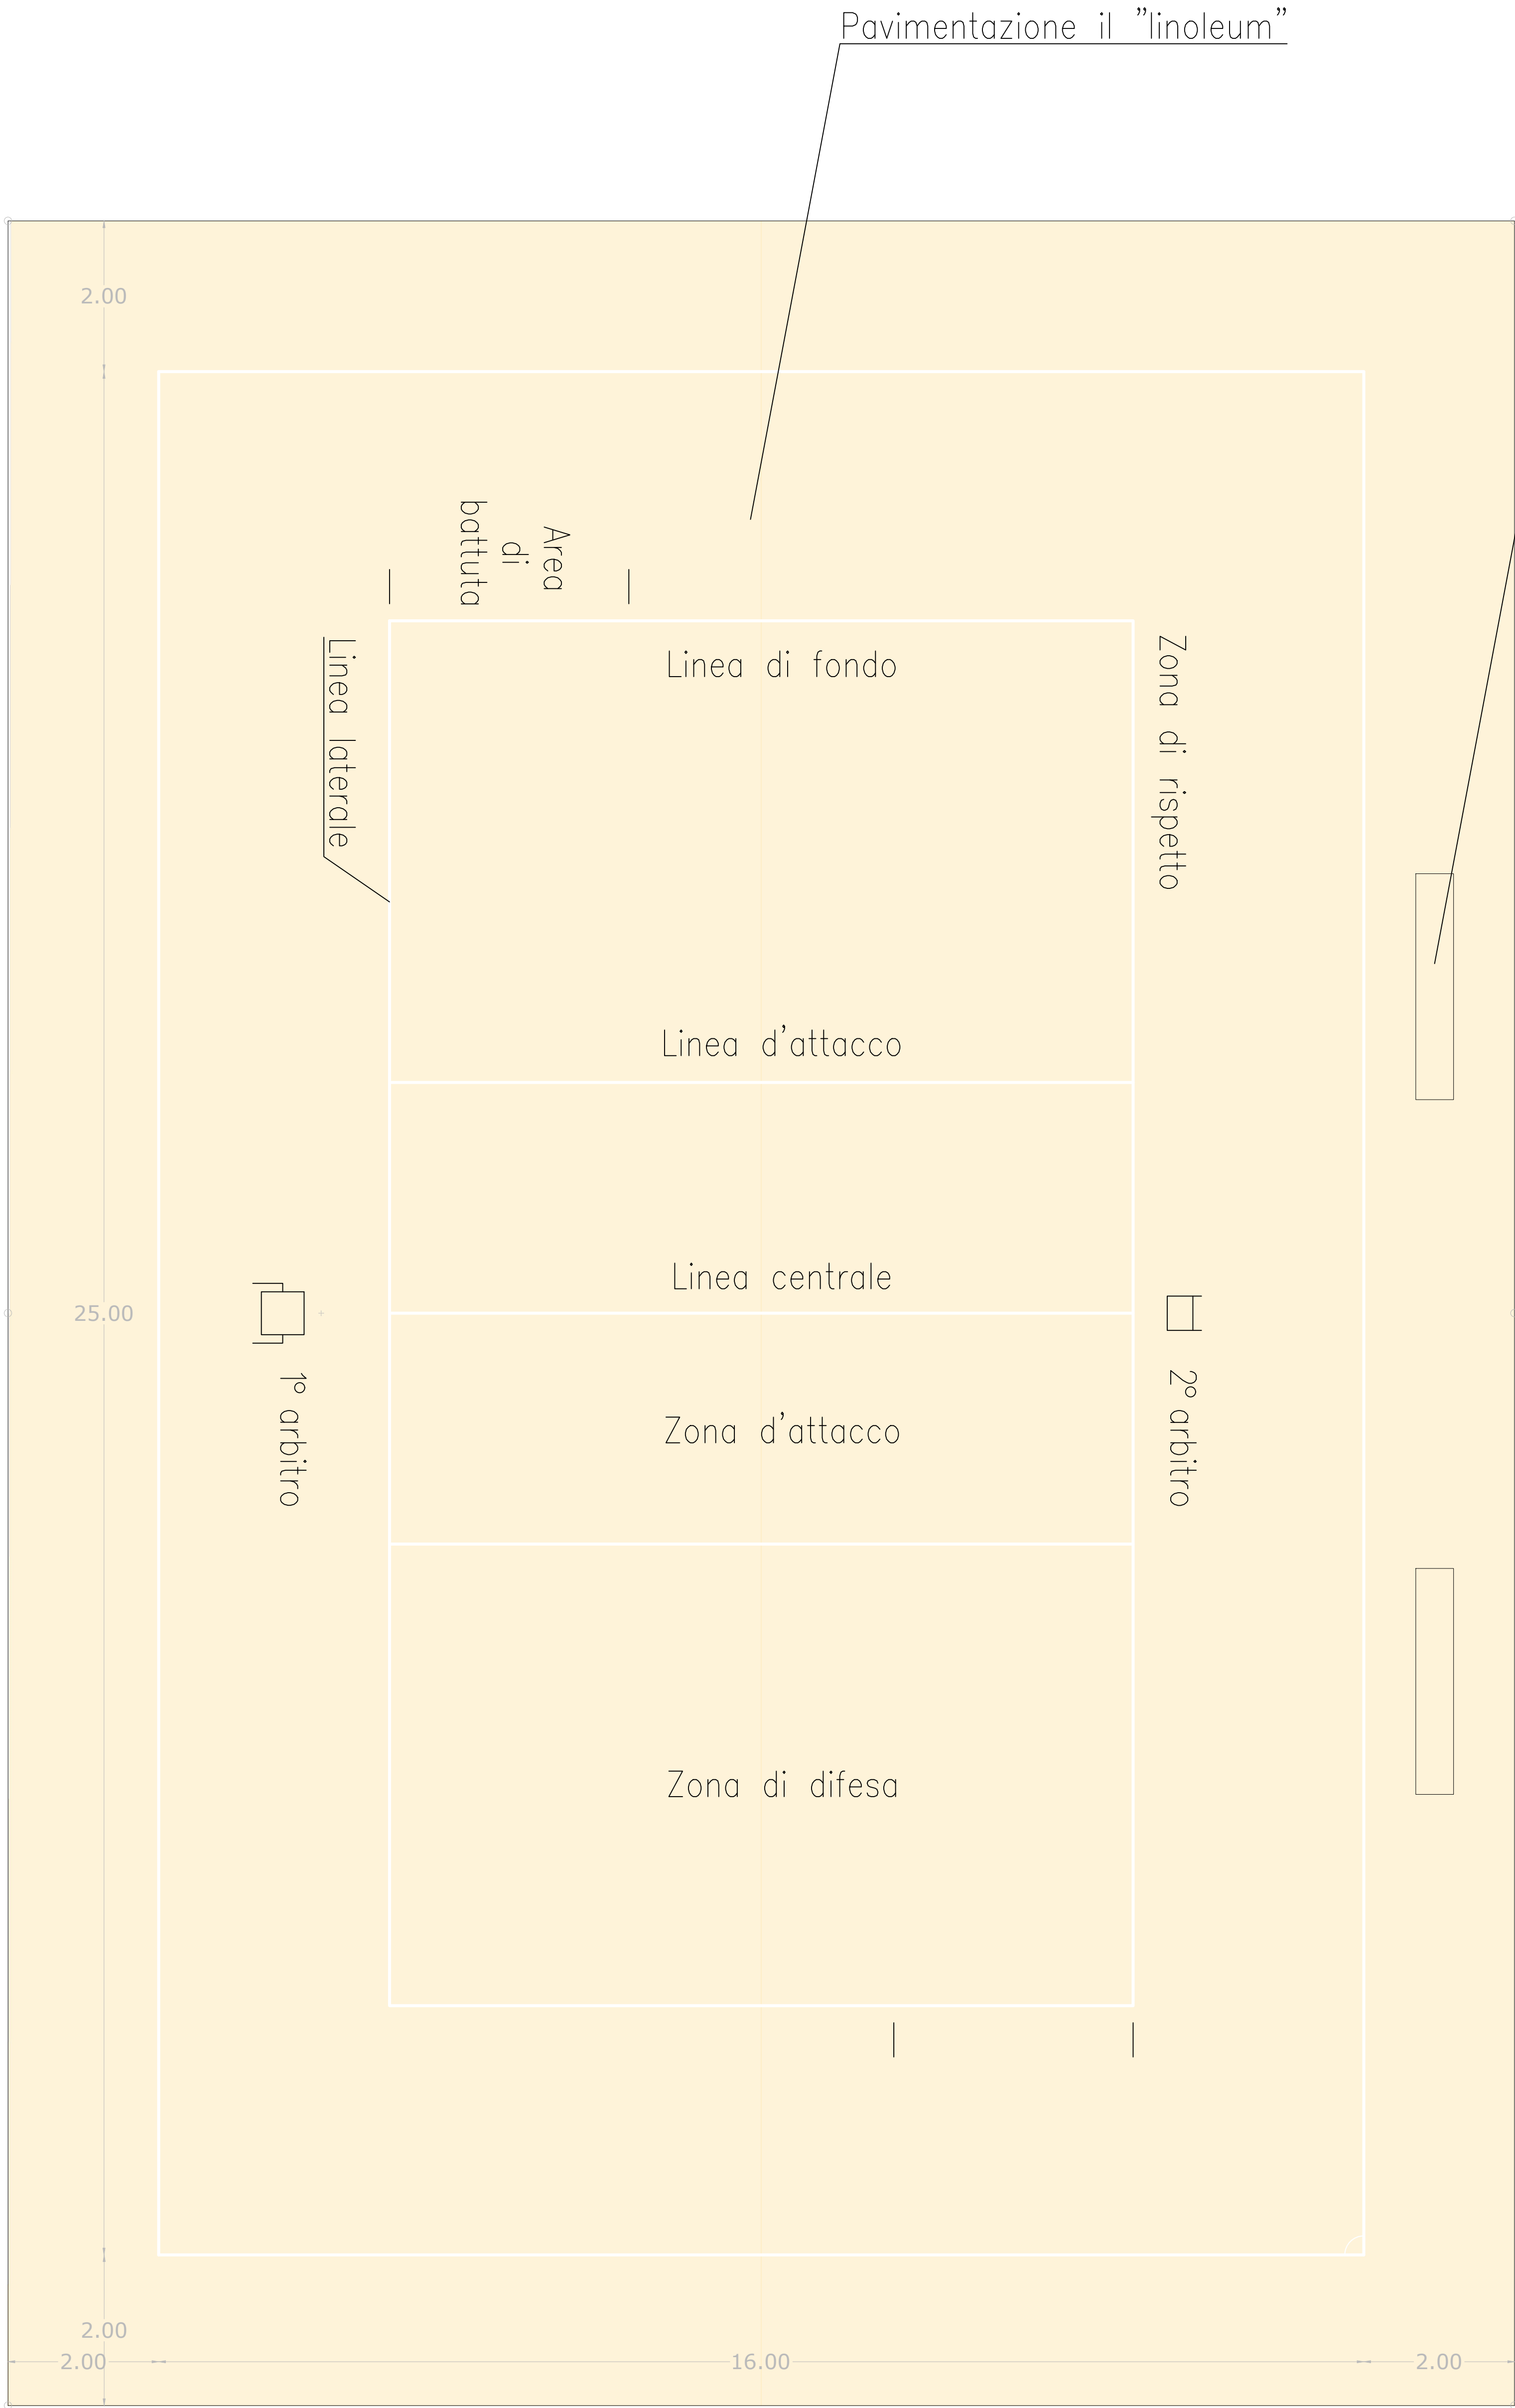 Pavimentazione il "linoleum"
2.00
Area
di
battuta
Linea di fondo
Linea laterale
Zona di rispetto
Linea d'attacco
Linea centrale
25.00
1° arbitro
2° arbitro
Zona d'attacco
Zona di difesa
2.00
2.00
16.00
2.00